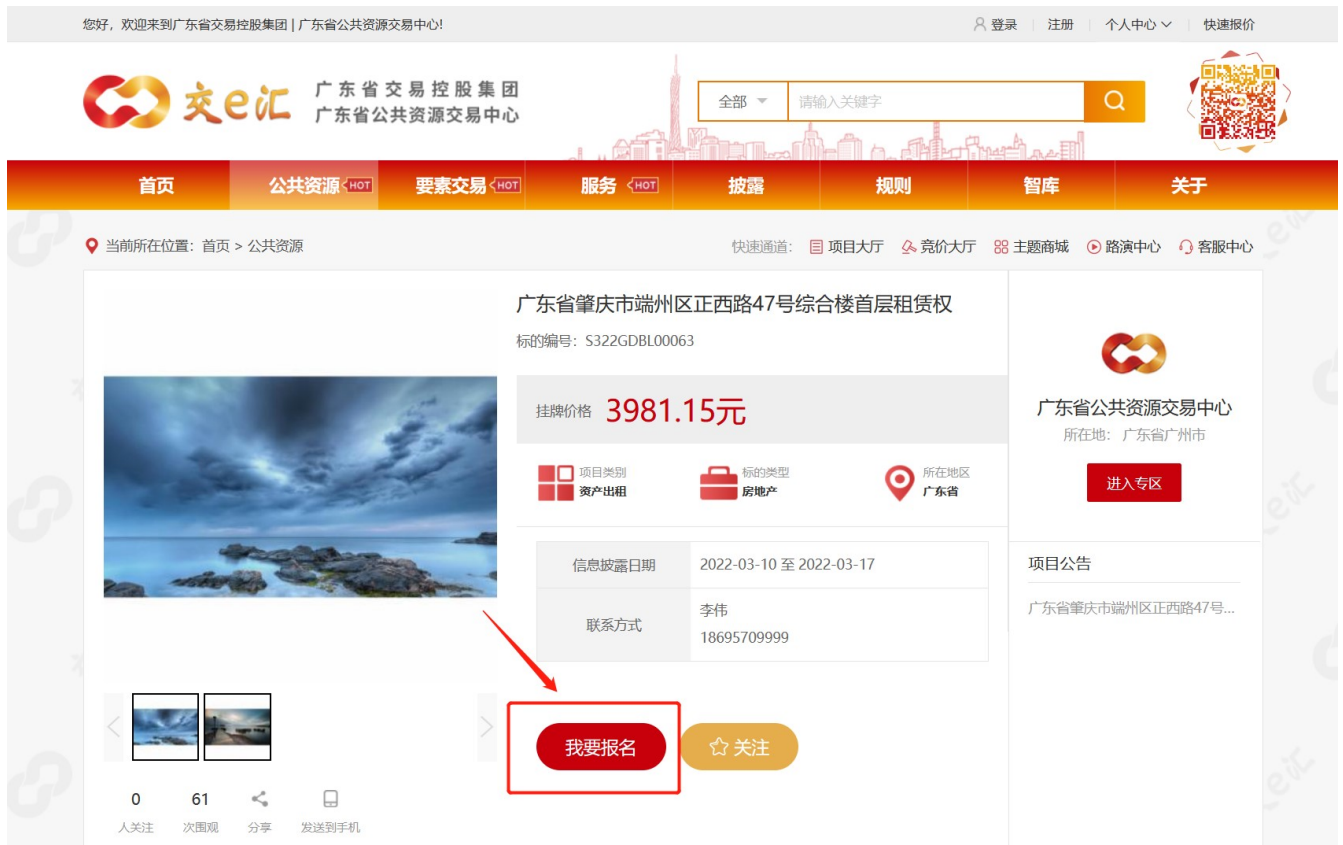 您好，欢迎来到广东省交易控股集团 | 广东省公共资源交易中心!
登录 注册 个人中心 快速报价
交e汇 广东省交易控股集团
广东省公共资源交易中心
全部 请输入关键字
首页 公共资源 HOT 要素交易 HOT 服务 HOT 披露 规则 智库 关于
当前所在位置：首页 > 公共资源
快速通道： 项目大厅 竞价大厅 主题商城 路演中心 客服中心
广东省肇庆市端州区正西路47号综合楼首层租赁权
标的编号：S322GDBL00063
挂牌价格 3981.15元
项目类别 标的类型 所在地区
资产出租 房地产 广东省
信息披露日期 2022-03-10 至 2022-03-17
联系方式 李伟
18695709999
我要报名 关注
0 61
人关注 次围观 分享 发送到手机
广东省公共资源交易中心
所在地： 广东省广州市
进入专区
项目公告
广东省肇庆市端州区正西路47号...